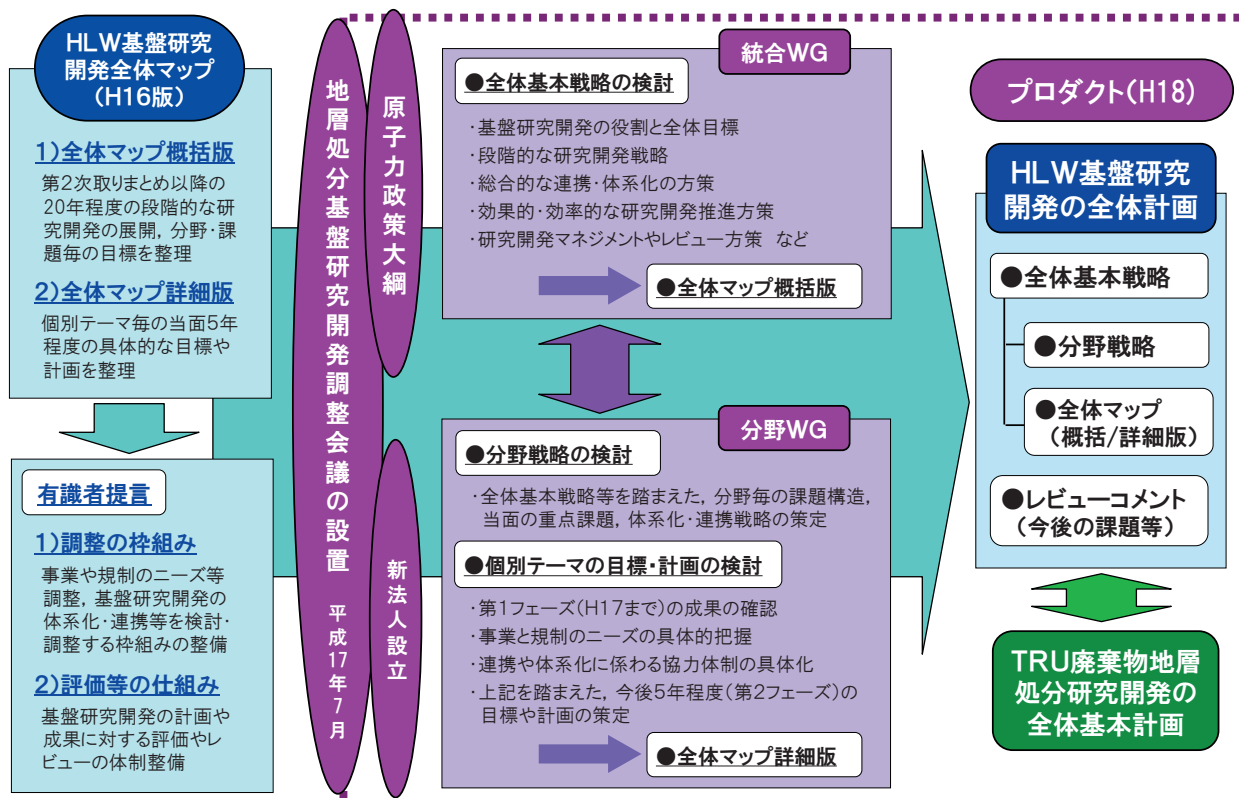 HLW基盤研究
開発全体マップ
(H16版)
1)全体マップ概括版
第2次取りまとめ以降の
20年程度の段階的な研
究開発の展開,分野・課
題毎の目標を整理
2)全体マップ詳細版
個別テーマ毎の当面5年
程度の具体的な目標や
計画を整理
有識者提言
1)調整の枠組み
事業や規制のニーズ等
調整,基盤研究開発の
体系化・連携等を検討・
調整する枠組みの整備
2)評価等の仕組み
基盤研究開発の計画や
成果に対する評価やレ
ビューの体制整備
地層処分基盤研究開発調整会議の設置 平成17年7月
原子力政策大綱
新法人設立
統合WG
●全体基本戦略の検討
・基盤研究開発の役割と全体目標
・段階的な研究開発戦略
・総合的な連携・体系化の方策
・効果的・効率的な研究開発推進方策
・研究開発マネジメントやレビュー方策 など
●全体マップ概括版
分野WG
●分野戦略の検討
・全体基本戦略等を踏まえた,分野毎の課題構造,
当面の重点課題,体系化・連携戦略の策定
●個別テーマの目標・計画の検討
・第1フェーズ(H17まで)の成果の確認
・事業と規制のニーズの具体的把握
・連携や体系化に係わる協力体制の具体化
・上記を踏まえた,今後5年程度(第2フェーズ)の
目標や計画の策定
●全体マップ詳細版
プロダクト(H18)
HLW基盤研究
開発の全体計画
●全体基本戦略
●分野戦略
●全体マップ
(概括/詳細版)
●レビューコメント
(今後の課題等)
TRU廃棄物地層
処分研究開発の
全体基本計画